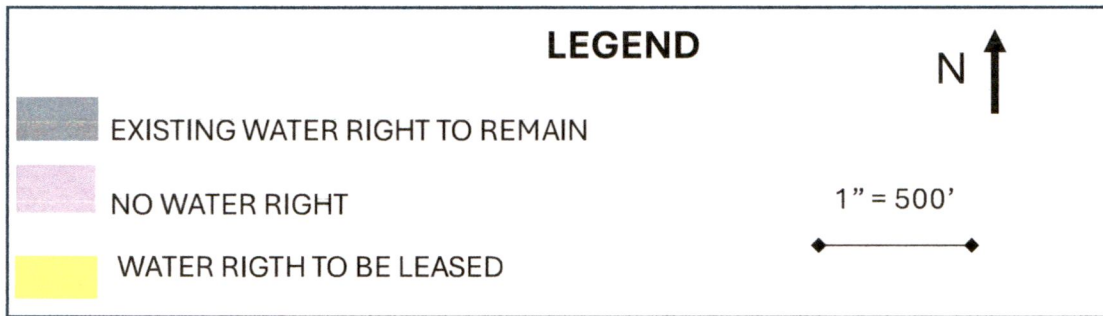 LEGEND
N
EXISTING WATER RIGHT TO REMAIN
NO WATER RIGHT
1” = 500’
WATER RIGTH TO BE LEASED